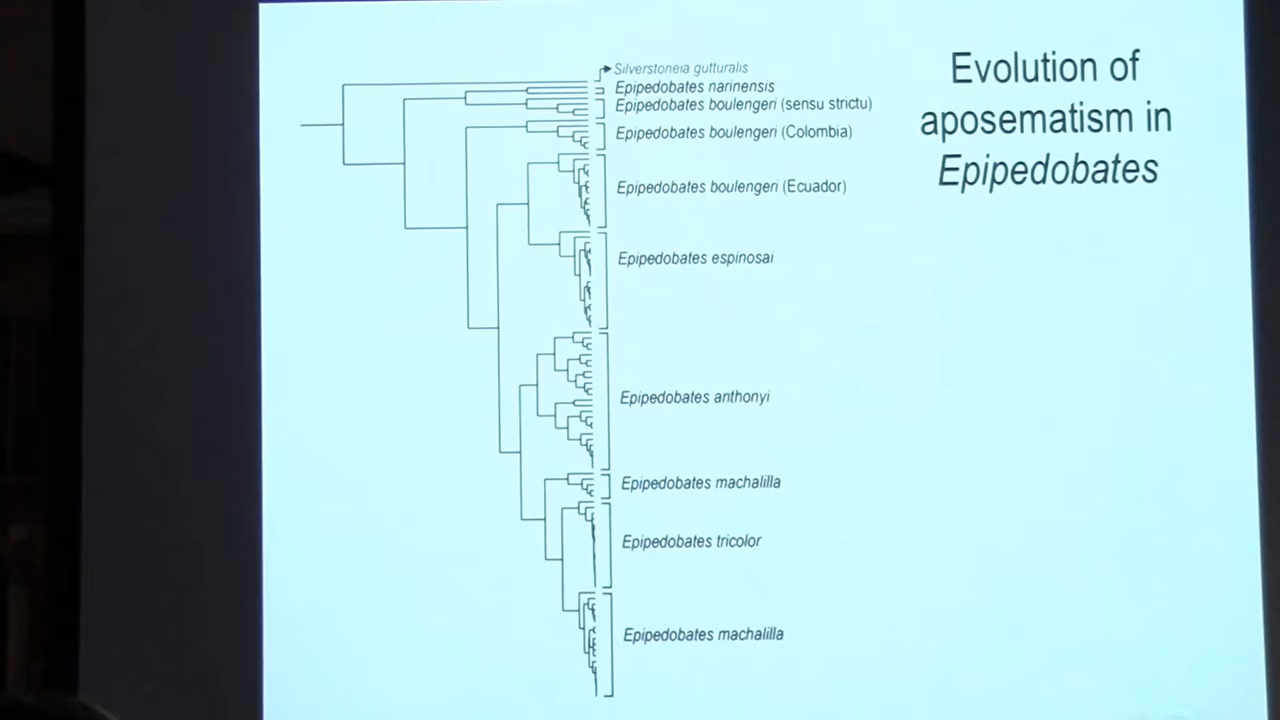 Evolution of
aposematism in
Epipedobates
Silverstoneia gutturalis
Epipedobates narinensis
Epipedobates boulengeri (sensu strictu)
Epipedobates boulengeri (Colombia)
Epipedobates boulengeri (Ecuador)
Epipedobates espinosai
Epipedobates anthonyi
Epipedobates machalilla
Epipedobates tricolor
Epipedobates machalilla